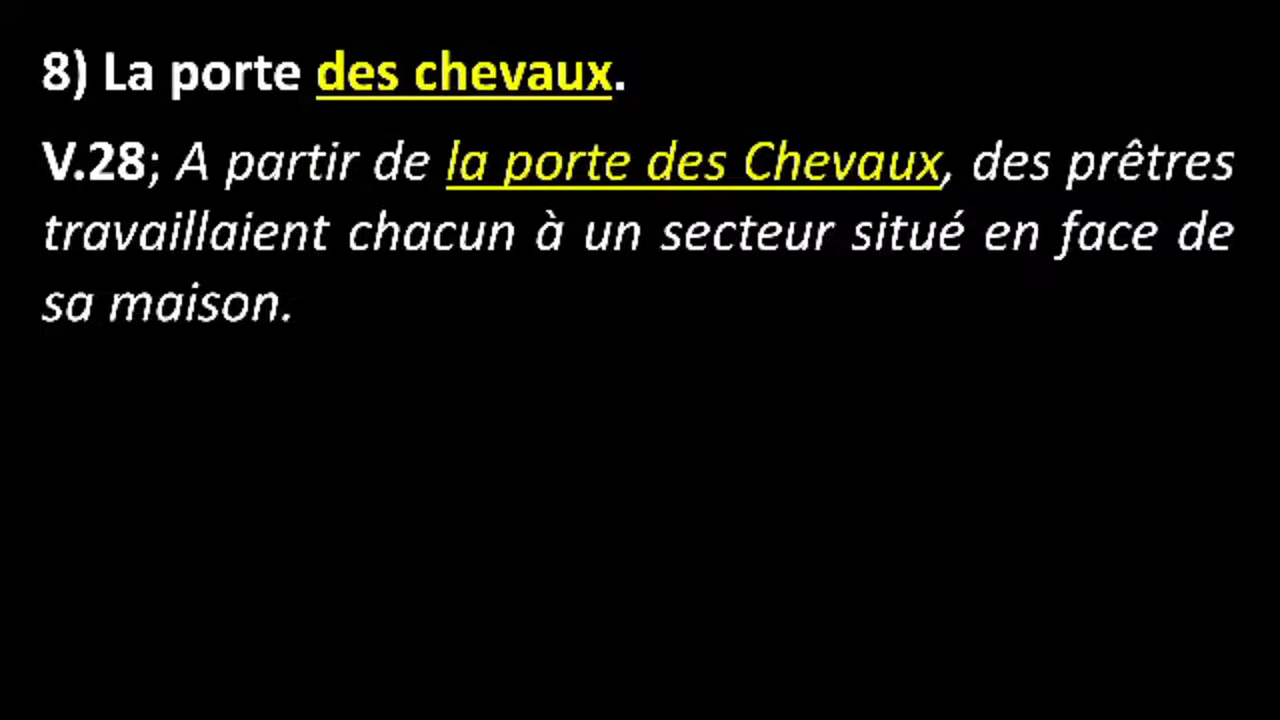 8) La porte des chevaux.
V.28; A partir de la porte des Chevaux, des prêtres
travaillaient chacun à un secteur situé en face de
sa maison.